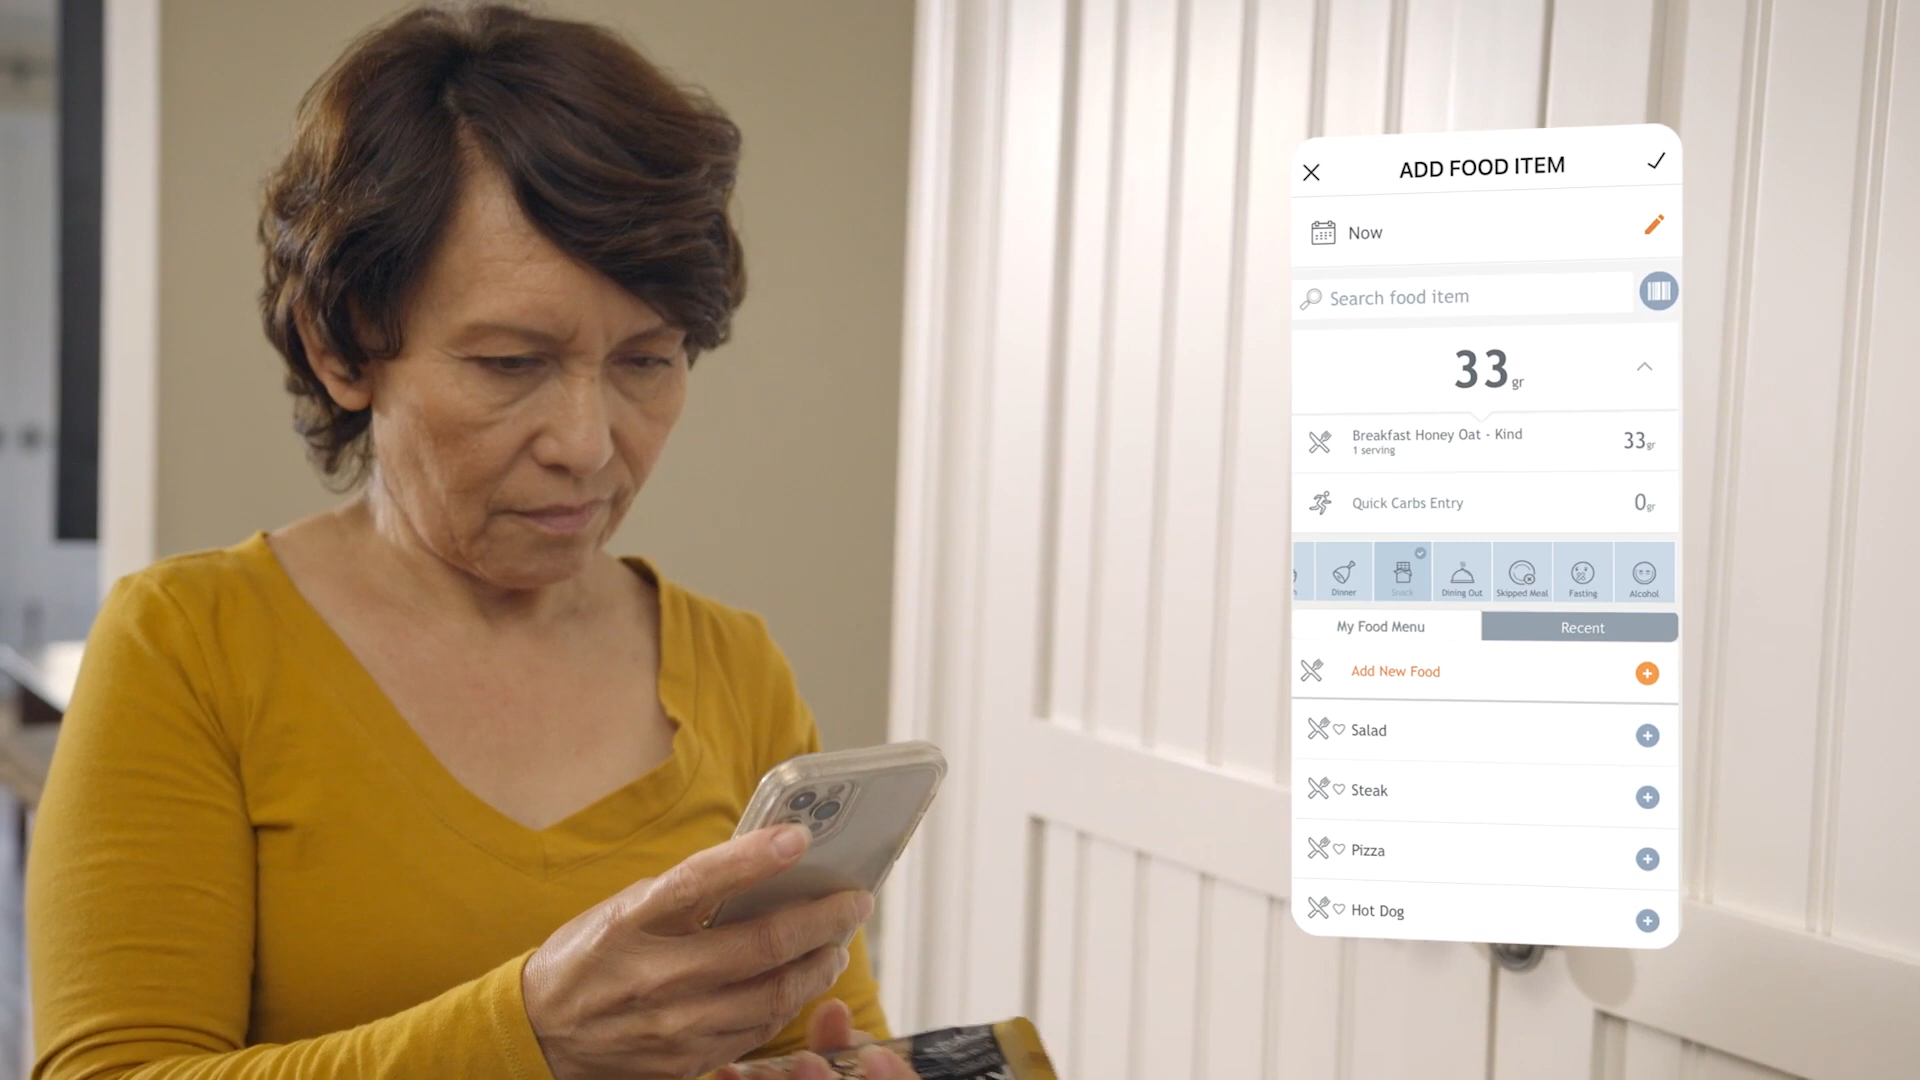 ADD FOOD ITEM
Now
Search food item
33 gr
Breakfast Honey Oat - Kind
1 serving
33gr
Quick Carbs Entry
0gr
Dinner
Snack
Dining Out
Skipped Meal
Fasting
Alcohol
My Food Menu
Recent
Add New Food
Salad
Steak
Pizza
Hot Dog